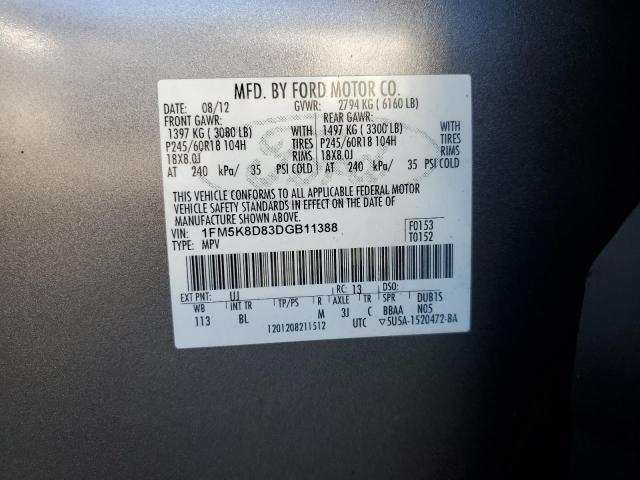 MFD. BY FORD MOTOR CO.
DATE: 08/12 GVWR: 2794 KG ( 6160 LB)
FRONT GAWR: REAR GAWR:
1397 KG ( 3080 LB) WITH 1497 KG ( 3300 LB) WITH
P245/60R18 104H TIRES P245/60R18 104H TIRES
18X8.0J RIMS 18X8.0J RIMS
AT 240 kPa/ 35 PSI COLD AT 240 kPa/ 35 PSI COLD
THIS VEHICLE CONFORMS TO ALL APPLICABLE FEDERAL MOTOR
VEHICLE SAFETY STANDARDS IN EFFECT ON THE DATE OF
MANUFACTURE SHOWN ABOVE.
VIN: 1FM5K8D83DGB11388 F0153
TYPE: MPV T0152
EXT PNT: UJ RC: 13 DSO:
WB INT TR TP/PS R AXLE TR SPR DUB1S
113 BL M 3J C BBAA N05
1201208211512 UTC ▽5U5A-1520472-BA